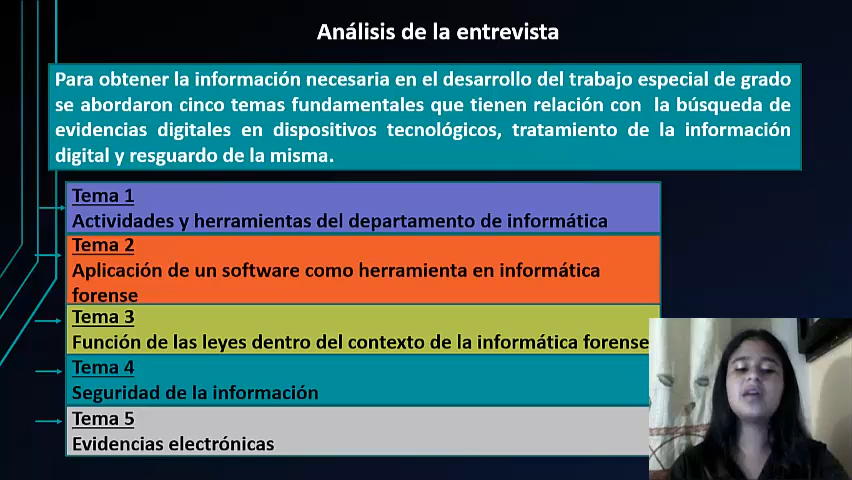 Análisis de la entrevista
Para obtener la información necesaria en el desarrollo del trabajo especial de grado
se abordaron cinco temas fundamentales que tienen relación con la búsqueda de
evidencias digitales en dispositivos tecnológicos, tratamiento de la información
digital y resguardo de la misma.
Tema 1
Actividades y herramientas del departamento de informática
Tema 2
Aplicación de un software como herramienta en informática
forense
Tema 3
Función de las leyes dentro del contexto de la informática forense
Tema 4
Seguridad de la información
Tema 5
Evidencias electrónicas